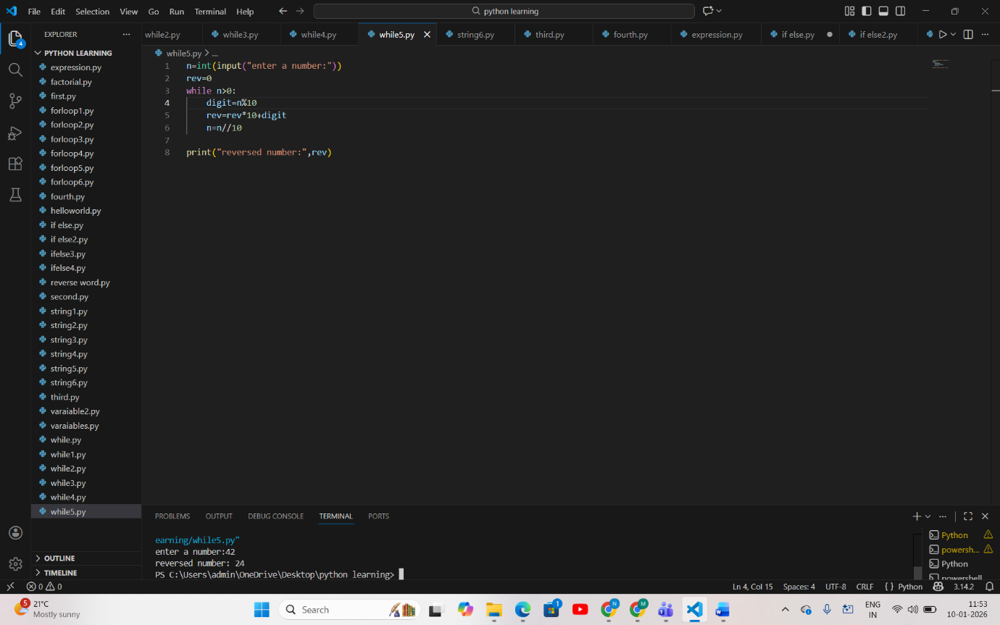 File Edit Selection View Go Run Terminal Help
python learning
EXPLORER
while2.py
while3.py
while4.py
while5.py
string6.py
third.py
fourth.py
expression.py
if else.py
if else2.py
4
PYTHON LEARNING
expression.py
factorial.py
first.py
forloop1.py
forloop2.py
forloop3.py
forloop4.py
forloop5.py
forloop6.py
fourth.py
helloworld.py
if else.py
if else2.py
ifelse3.py
ifelse4.py
reverse word.py
second.py
string1.py
string2.py
string3.py
string4.py
string5.py
string6.py
third.py
varaiable2.py
varaiables.py
while.py
while1.py
while2.py
while3.py
while4.py
while5.py
OUTLINE
TIMELINE
while5.py > ...
1 n=int(input("enter a number:"))
2 rev=0
3 while n>0:
4 digit=n%10
5 rev=rev*10+digit
6 n=n//10
7
8 print("reversed number:",rev)
PROBLEMS OUTPUT DEBUG CONSOLE TERMINAL PORTS
earning/while5.py"
enter a number:42
reversed number: 24
PS C:\Users\admin\OneDrive\Desktop\python learning>
Python
powersh...
Python
powershell
0 0
Ln 4, Col 15 Spaces: 4 UTF-8 CRLF { } Python 3.14.2
5
21°C
Mostly sunny
Search
1
N
M
ENG
IN
11:53
10-01-2026